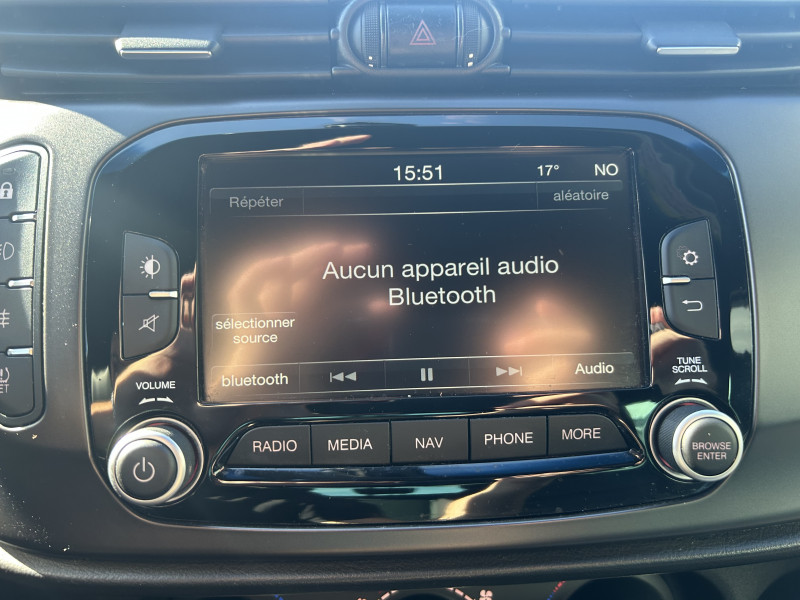 15:51 17° NO
Répéter aléatoire
Aucun appareil audio
Bluetooth
sélectionner
source
bluetooth Audio
VOLUME
TUNE
SCROLL
RADIO MEDIA NAV PHONE MORE
BROWSE
ENTER